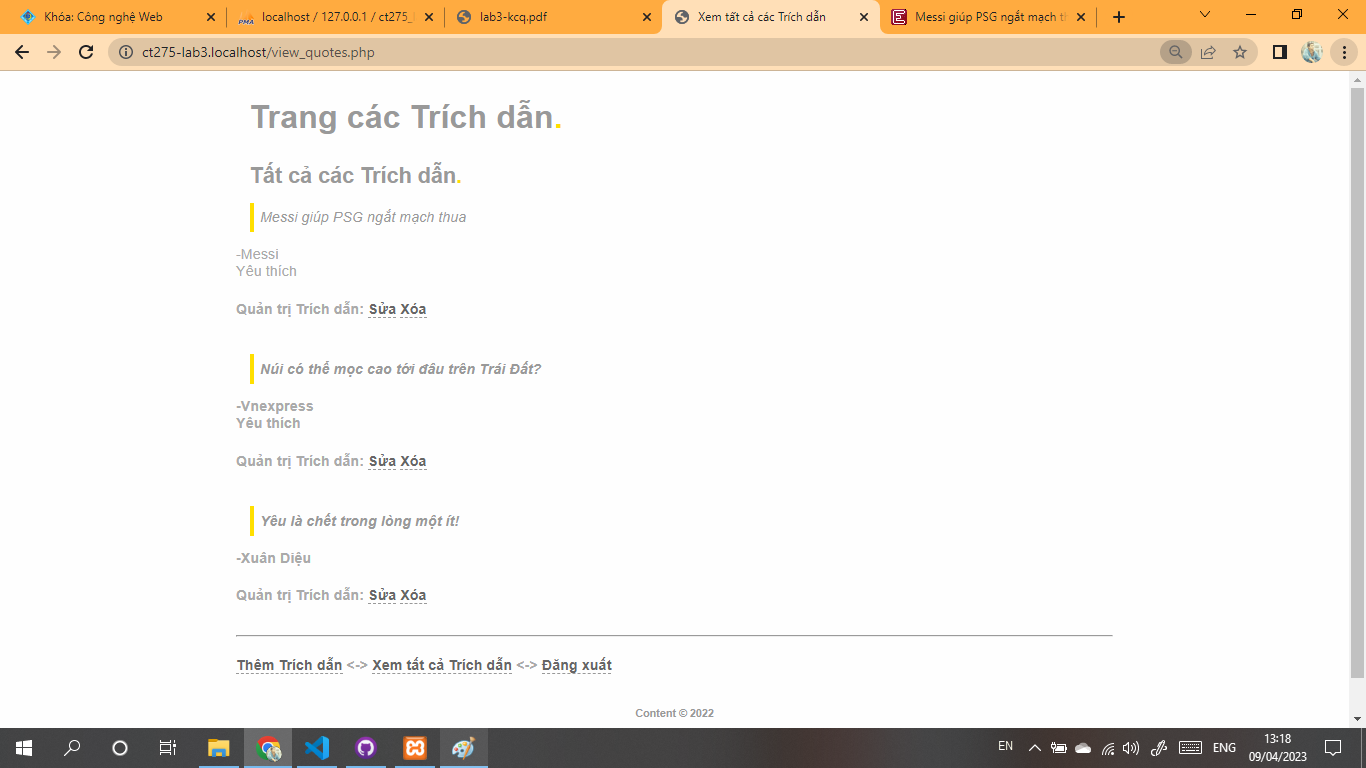 Khóa: Công nghệ Web
localhost / 127.0.0.1 / ct275_
lab3-kcq.pdf
Xem tất cả các Trích dẫn
Messi giúp PSG ngắt mạch th
ct275-lab3.localhost/view_quotes.php
Trang các Trích dẫn.
Tất cả các Trích dẫn.
Messi giúp PSG ngắt mạch thua
-Messi
Yêu thích
Quản trị Trích dẫn: Sửa Xóa
Núi có thể mọc cao tới đâu trên Trái Đất?
-Vnexpress
Yêu thích
Quản trị Trích dẫn: Sửa Xóa
Yêu là chết trong lòng một ít!
-Xuân Diệu
Quản trị Trích dẫn: Sửa Xóa
Thêm Trích dẫn <-> Xem tất cả Trích dẫn <-> Đăng xuất
Content © 2022
EN
ENG
13:18
09/04/2023